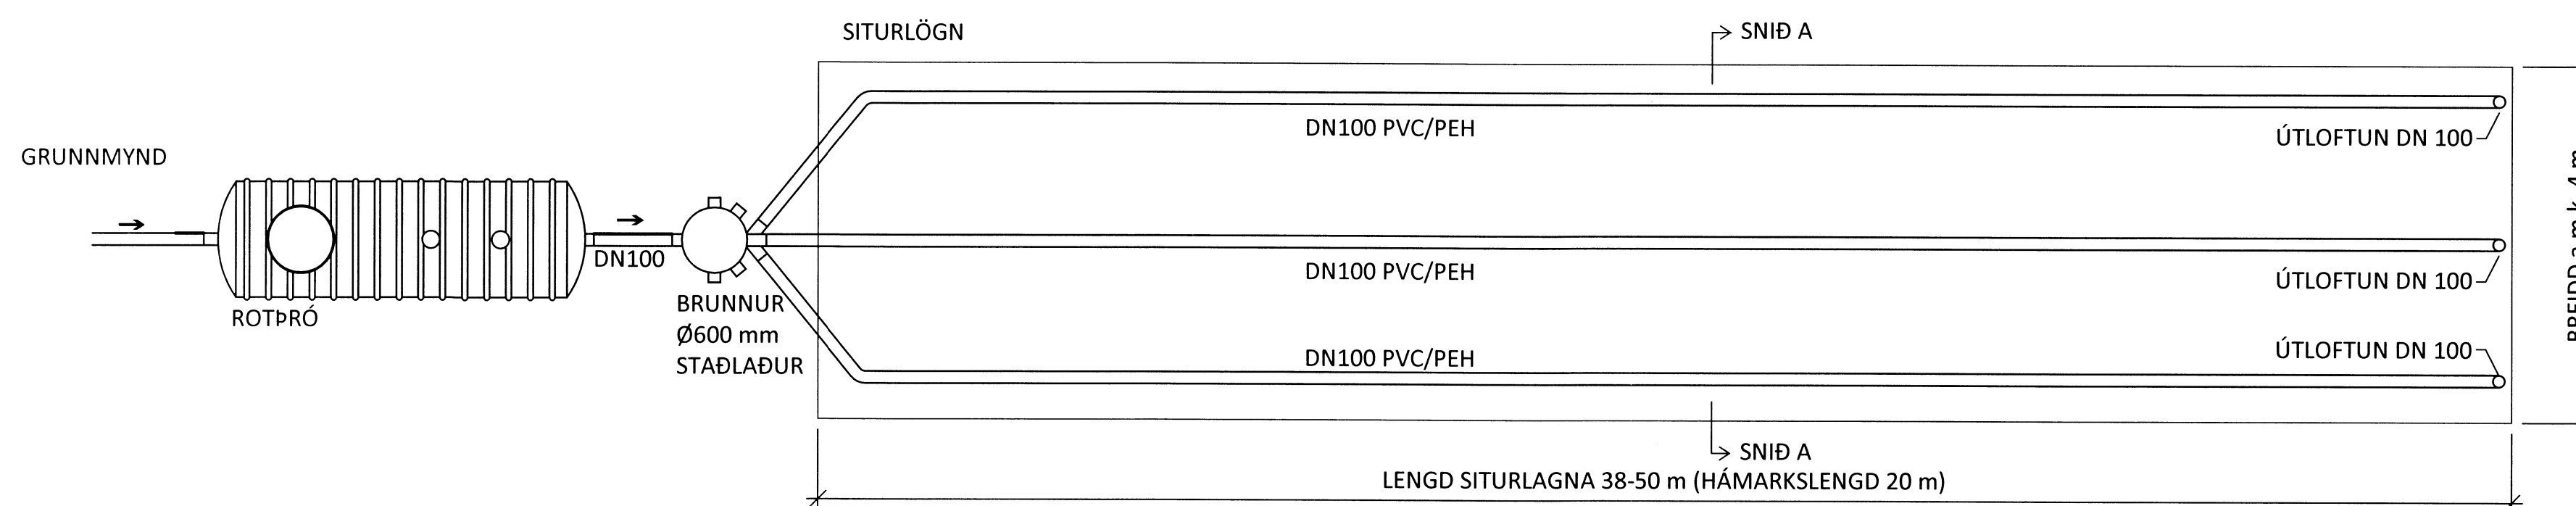 SITURLÖGN
SNIÐ A
DN100 PVC/PEH
ÚTLOFTUN DN 100
GRUNNMYND
DN100
DN100 PVC/PEH
ÚTLOFTUN DN 100
ROTÞRÓ
BRUNNUR
Ø600 mm
STAÐLAÐUR
DN100 PVC/PEH
ÚTLOFTUN DN 100
SNIÐ A
LENGD SITURLAGNA 38-50 m (HÁMARKSLENGD 20 m)